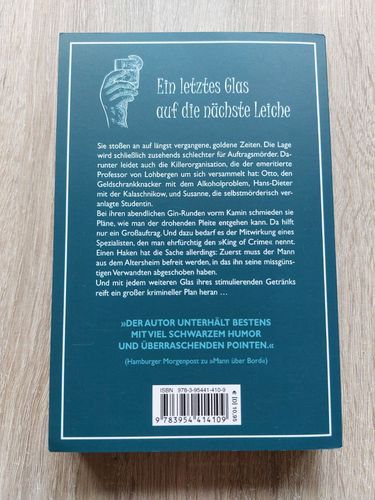 Ein letztes Glas
auf die nächste Leiche
Sie stoßen an auf längst vergangene, goldene Zeiten. Die Lage
wird schließlich zusehends schlechter für Auftragsmörder. Da-
runter leidet auch die Killerorganisation, die der emeritierte
Professor von Lohbergen um sich versammelt hat: Otto, den
Geldschrankknacker mit dem Alkoholproblem, Hans-Dieter
mit der Kalaschnikow, und Susanne, die selbstmörderisch ver-
anlagte Studentin.
Bei ihren abendlichen Gin-Runden vorm Kamin schmieden sie
Pläne, wie man der drohenden Pleite entgehen kann. Da hilft
nur ein Großauftrag. Und dazu bedarf es der Mitwirkung eines
Spezialisten, den man ehrfürchtig den »King of Crime« nennt.
Einen Haken hat die Sache allerdings: Zuerst muss der Mann
aus dem Altersheim befreit werden, in das ihn seine missgüns-
tigen Verwandten abgeschoben haben.
Und mit jedem weiteren Glas ihres stimulierenden Getränks
reift ein großer krimineller Plan heran ...
»DER AUTOR UNTERHÄLT BESTENS
MIT VIEL SCHWARZEM HUMOR
UND ÜBERRASCHENDEN POINTEN.«
(Hamburger Morgenpost zu »Mann über Bord«)
ISBN 978-3-95441-410-9
9 783954 414109
€ (D) 10,95